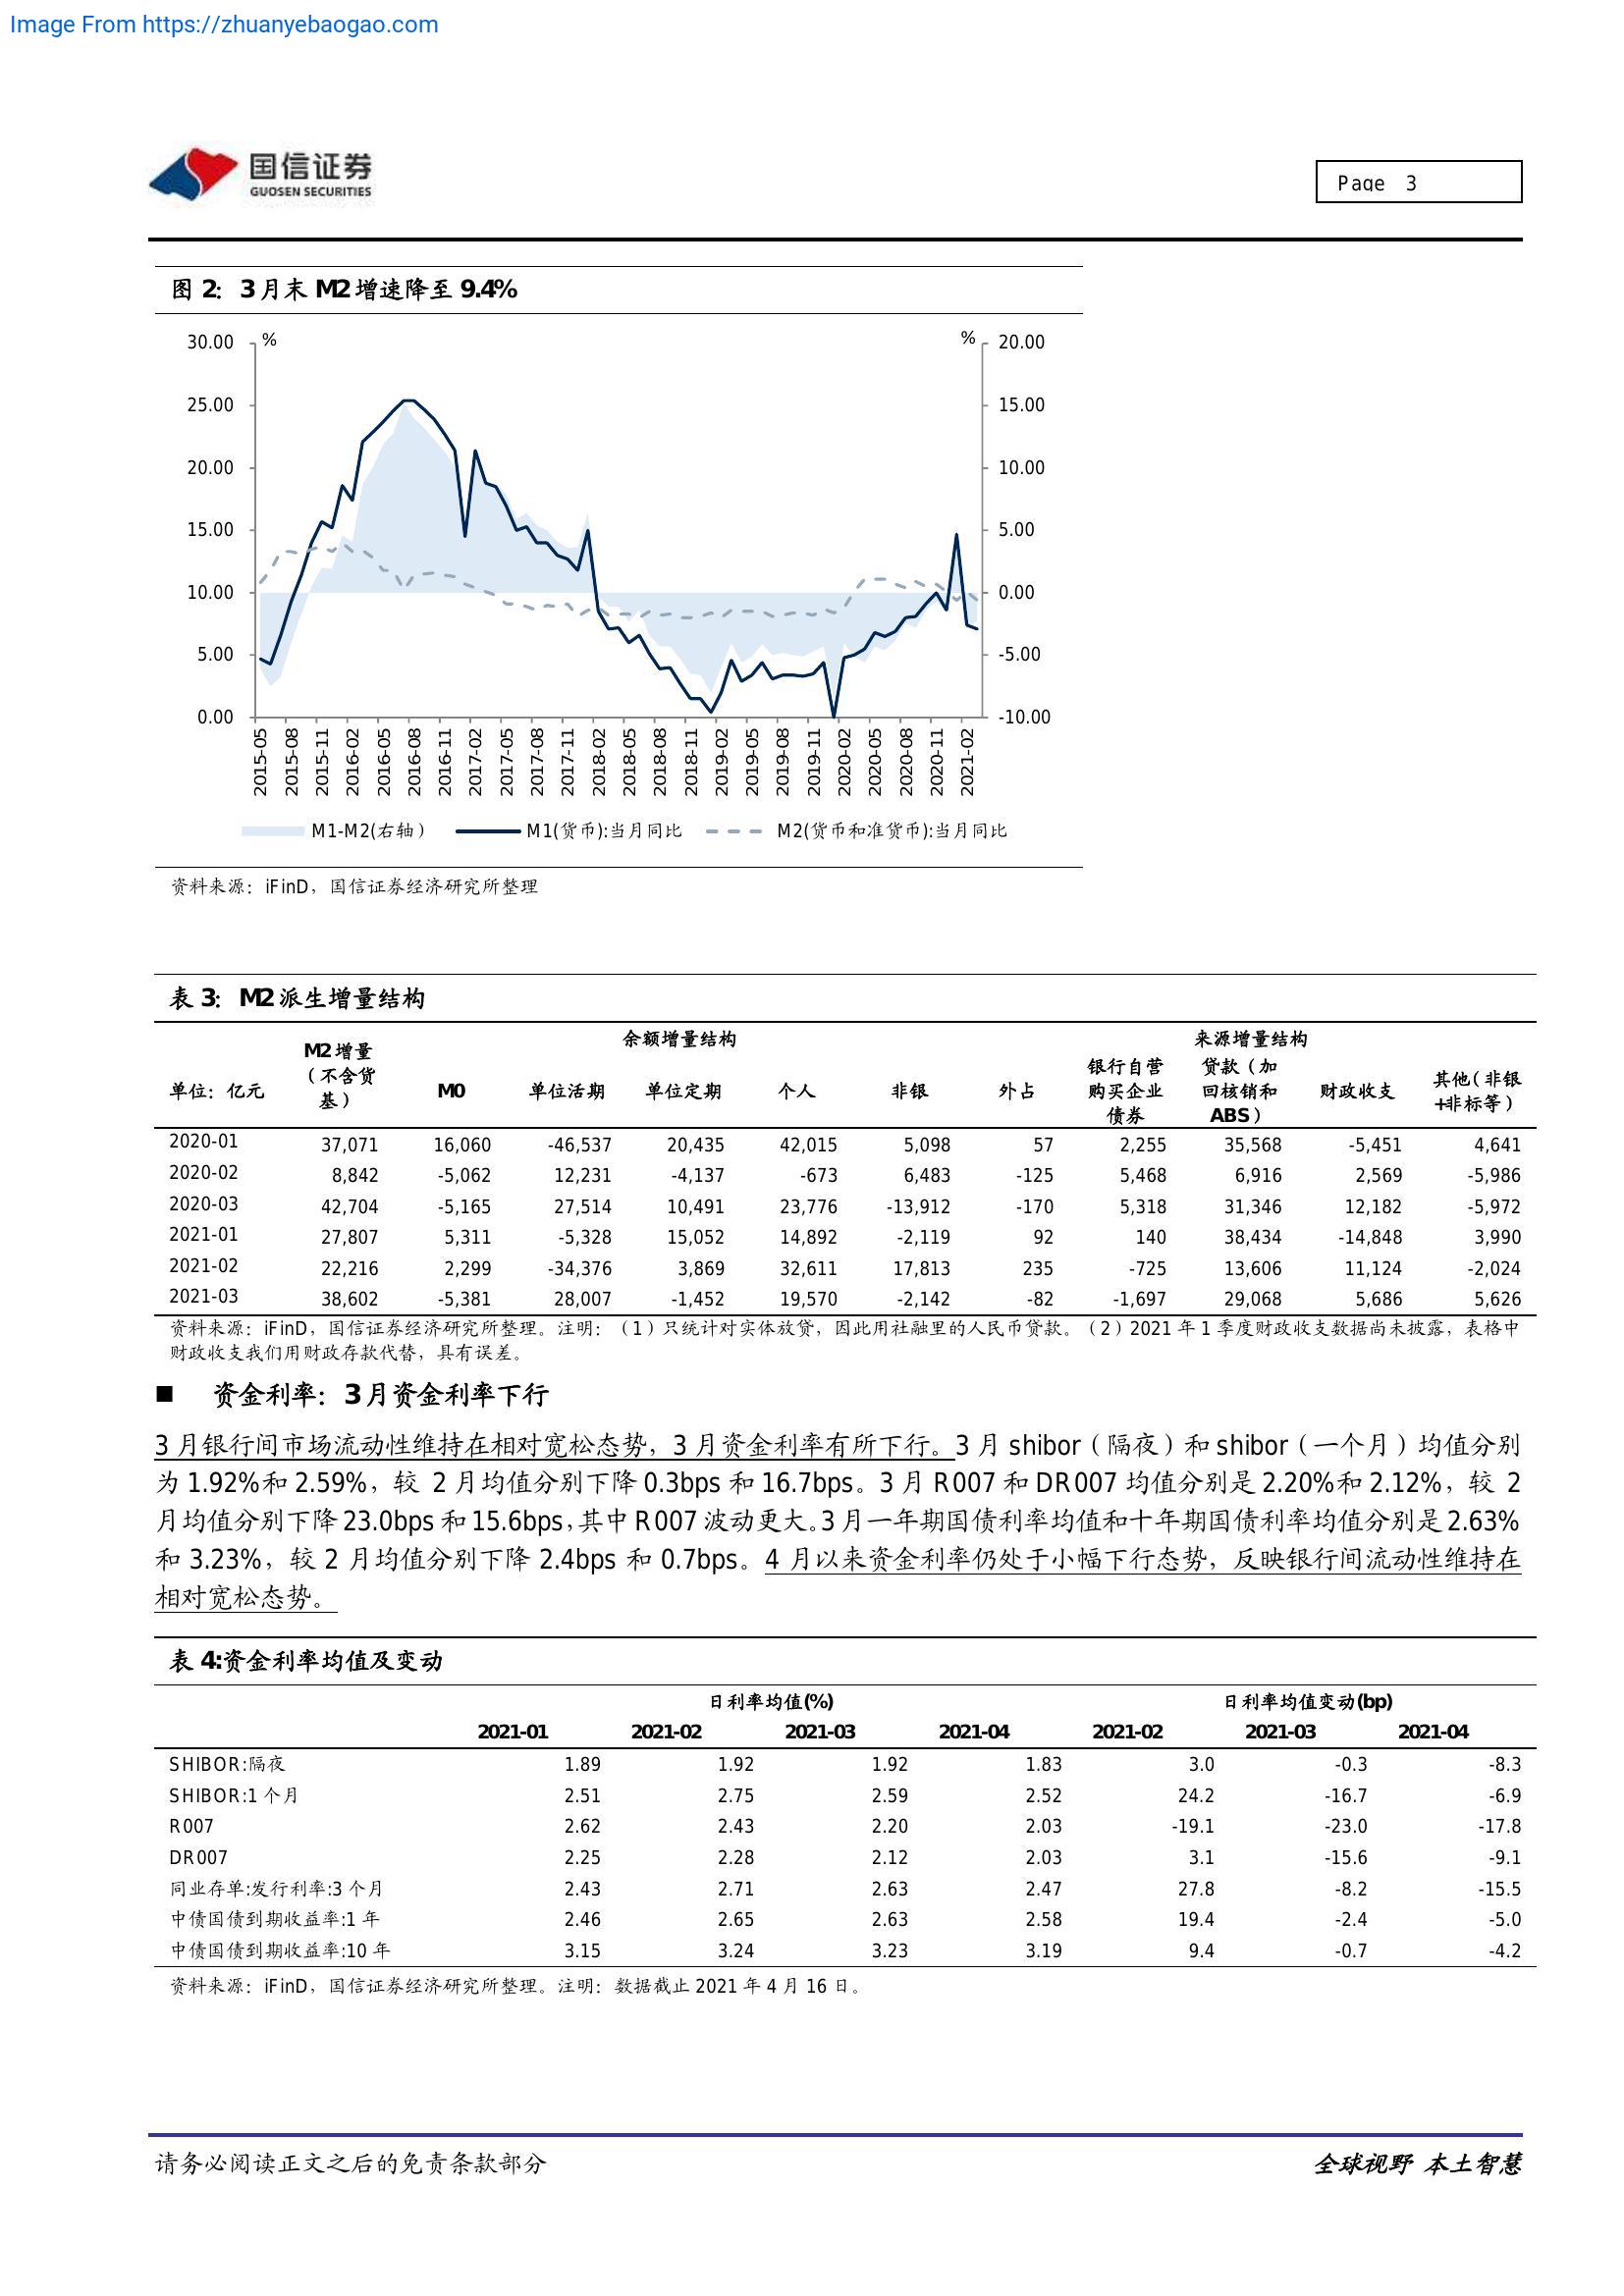 Image From https://zhuanyebaogao.com
国信证券
GUOSEN SECURITIES
Page 3
图 2：3 月末 M2 增速降至 9.4%
% %
30.00 20.00
25.00 15.00
20.00 10.00
15.00 5.00
10.00 0.00
5.00 -5.00
0.00 -10.00
2015-05 2015-08 2015-11 2016-02 2016-05 2016-08 2016-11 2017-02 2017-05 2017-08 2017-11 2018-02 2018-05 2018-08 2018-11 2019-02 2019-05 2019-08 2019-11 2020-02 2020-05 2020-08 2020-11 2021-02
M1-M2(右轴） M1(货币):当月同比 M2(货币和准货币):当月同比
资料来源：iFinD，国信证券经济研究所整理
表 3：M2 派生增量结构
余额增量结构 来源增量结构
单位：亿元 M2 增量（不含货基） M0 单位活期 单位定期 个人 非银 外占 银行自营购买企业债券 贷款（加回核销和 ABS） 财政收支 其他（非银+非标等）
2020-01 37,071 16,060 -46,537 20,435 42,015 5,098 57 2,255 35,568 -5,451 4,641
2020-02 8,842 -5,062 12,231 -4,137 -673 6,483 -125 5,468 6,916 2,569 -5,986
2020-03 42,704 -5,165 27,514 10,491 23,776 -13,912 -170 5,318 31,346 12,182 -5,972
2021-01 27,807 5,311 -5,328 15,052 14,892 -2,119 92 140 38,434 -14,848 3,990
2021-02 22,216 2,299 -34,376 3,869 32,611 17,813 235 -725 13,606 11,124 -2,024
2021-03 38,602 -5,381 28,007 -1,452 19,570 -2,142 -82 -1,697 29,068 5,686 5,626
资料来源：iFinD，国信证券经济研究所整理。注明：（1）只统计对实体放贷，因此用社融里的人民币贷款。（2）2021 年 1 季度财政收支数据尚未披露，表格中
财政收支我们用财政存款代替，具有误差。
■ 资金利率：3 月资金利率下行
3 月银行间市场流动性维持在相对宽松态势，3 月资金利率有所下行。3 月 shibor（隔夜）和 shibor（一个月）均值分别
为 1.92%和 2.59%，较 2 月均值分别下降 0.3bps 和 16.7bps。3 月 R007 和 DR007 均值分别是 2.20%和 2.12%，较 2
月均值分别下降 23.0bps 和 15.6bps，其中 R007 波动更大。3 月一年期国债利率均值和十年期国债利率均值分别是 2.63%
和 3.23%，较 2 月均值分别下降 2.4bps 和 0.7bps。4 月以来资金利率仍处于小幅下行态势，反映银行间流动性维持在
相对宽松态势。
表 4:资金利率均值及变动
日利率均值(%) 日利率均值变动(bp)
2021-01 2021-02 2021-03 2021-04 2021-02 2021-03 2021-04
SHIBOR:隔夜 1.89 1.92 1.92 1.83 3.0 -0.3 -8.3
SHIBOR:1 个月 2.51 2.75 2.59 2.52 24.2 -16.7 -6.9
R007 2.62 2.43 2.20 2.03 -19.1 -23.0 -17.8
DR007 2.25 2.28 2.12 2.03 3.1 -15.6 -9.1
同业存单:发行利率:3 个月 2.43 2.71 2.63 2.47 27.8 -8.2 -15.5
中债国债到期收益率:1 年 2.46 2.65 2.63 2.58 19.4 -2.4 -5.0
中债国债到期收益率:10 年 3.15 3.24 3.23 3.19 9.4 -0.7 -4.2
资料来源：iFinD，国信证券经济研究所整理。注明：数据截止 2021 年 4 月 16 日。
请务必阅读正文之后的免责条款部分
全球视野 本土智慧